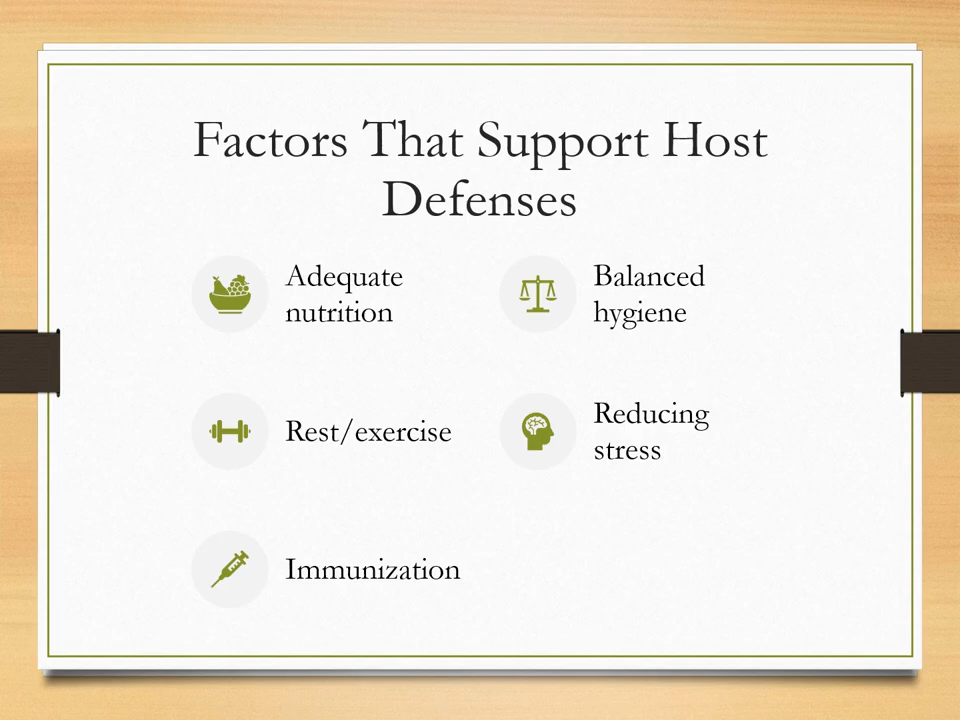 Factors That Support Host
Defenses
Adequate
nutrition
Balanced
hygiene
Rest/exercise
Reducing
stress
Immunization